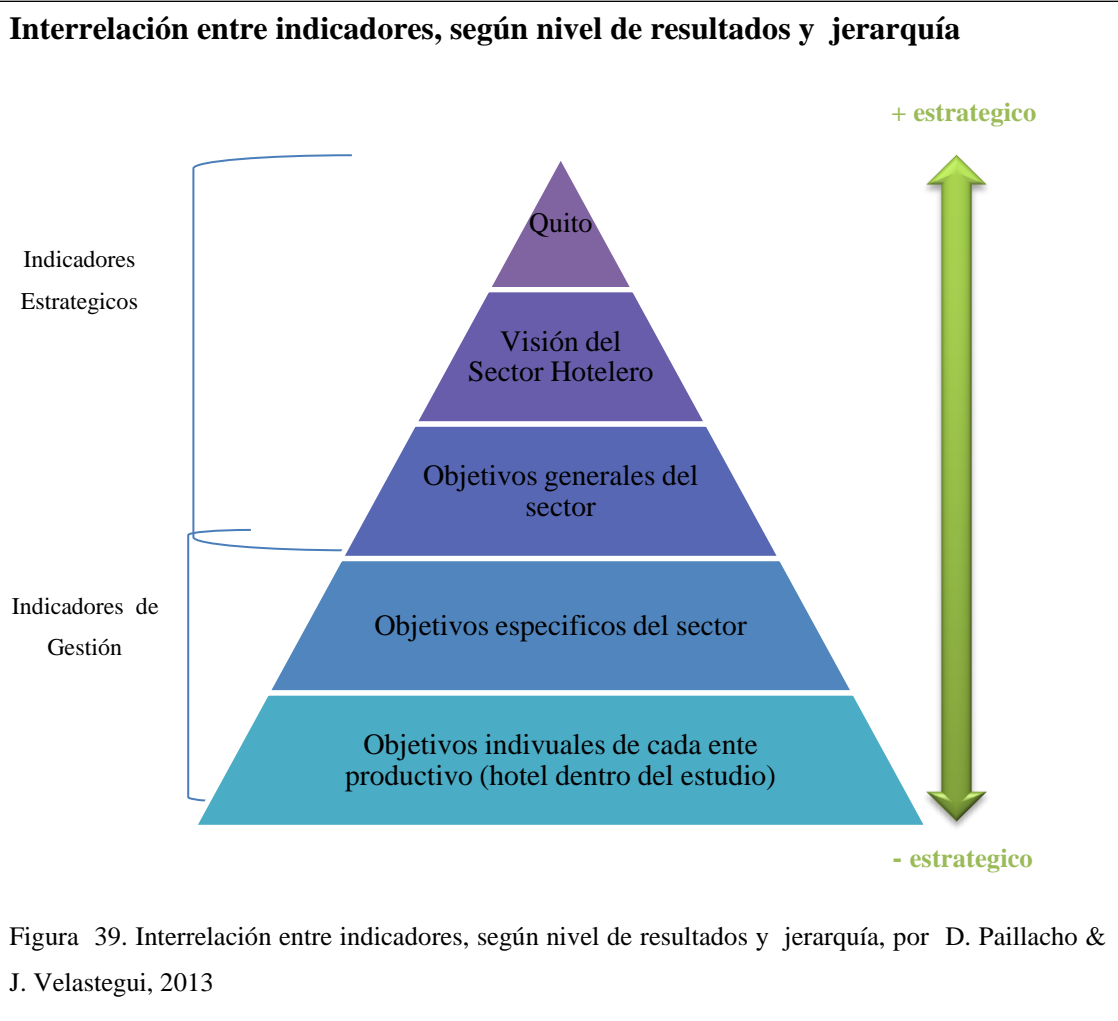 Interrelación entre indicadores, según nivel de resultados y jerarquía
+ estrategico
Quito
Indicadores
Estrategicos
Visión del
Sector Hotelero
Objetivos generales del
sector
Indicadores de
Gestión
Objetivos especificos del sector
Objetivos indivuales de cada ente
productivo (hotel dentro del estudio)
- estrategico
Figura 39. Interrelación entre indicadores, según nivel de resultados y jerarquía, por D. Paillacho &
J. Velastegui, 2013